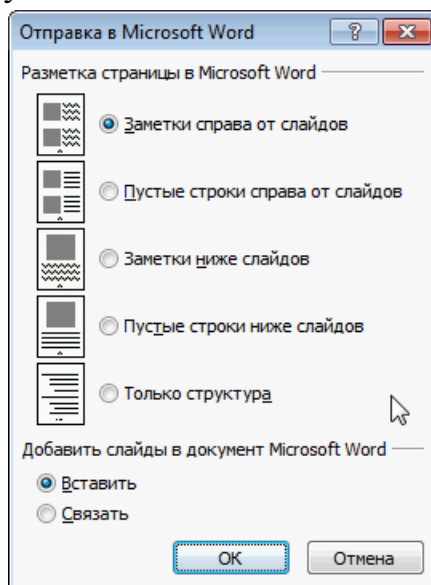 Отправка в Microsoft Word
Разметка страницы в Microsoft Word
Заметки справа от слайдов
Пустые строки справа от слайдов
Заметки ниже слайдов
Пустые строки ниже слайдов
Только структура
Добавить слайды в документ Microsoft Word
Вставить
Связать
ОК Отмена